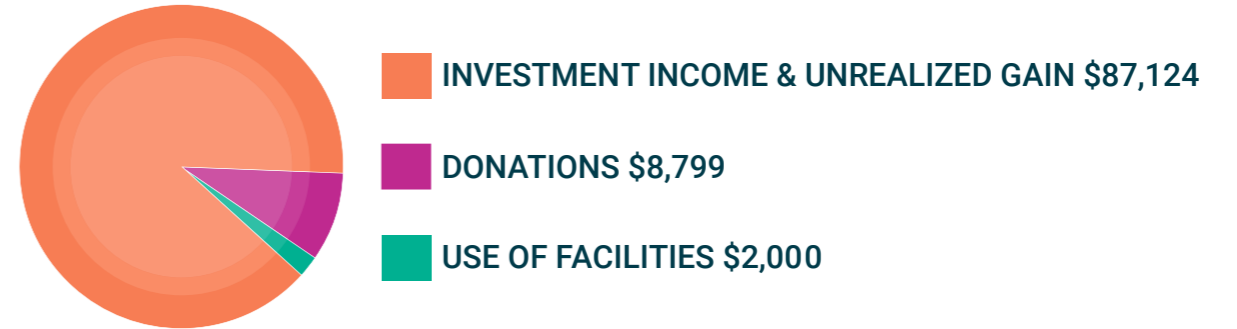 INVESTMENT INCOME & UNREALIZED GAIN $87,124
DONATIONS $8,799
USE OF FACILITIES $2,000